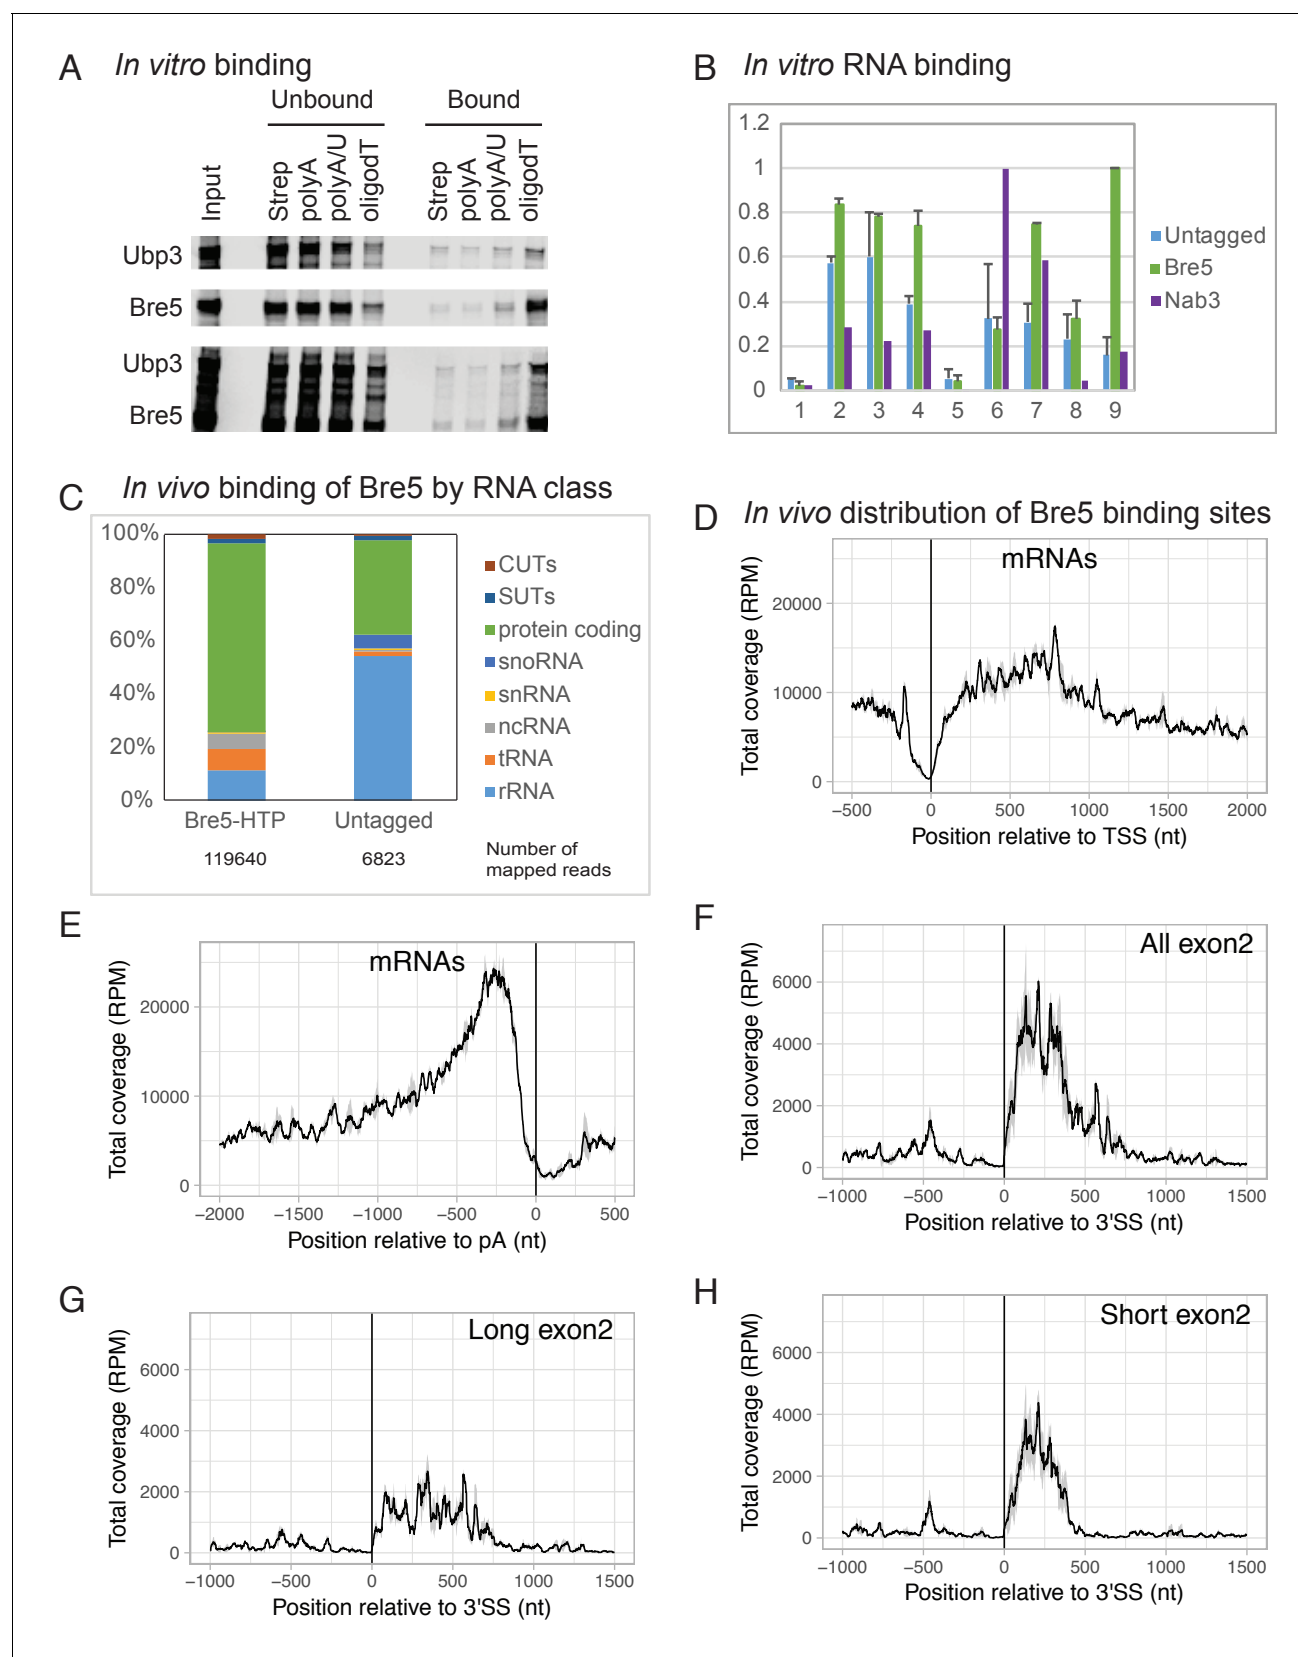 A In vitro binding
Unbound Bound
Input Strep polyA polyA/U oligodT Strep polyA polyA/U oligodT
Ubp3
Bre5
Ubp3
Bre5
B In vitro RNA binding
1.2
1
0.8
0.6
0.4
0.2
0
1 2 3 4 5 6 7 8 9
Untagged
Bre5
Nab3
C In vivo binding of Bre5 by RNA class
100%
80%
60%
40%
20%
0%
Bre5-HTP Untagged
119640 6823
Number of
mapped reads
CUTs
SUTs
protein coding
snoRNA
snRNA
ncRNA
tRNA
rRNA
D In vivo distribution of Bre5 binding sites
mRNAs
Total coverage (RPM)
20000
10000
0
−500 0 500 1000 1500 2000
Position relative to TSS (nt)
E
mRNAs
Total coverage (RPM)
20000
10000
0
−2000 −1500 −1000 −500 0 500
Position relative to pA (nt)
F
All exon2
Total coverage (RPM)
6000
4000
2000
0
−1000 −500 0 500 1000 1500
Position relative to 3'SS (nt)
G
Long exon2
Total coverage (RPM)
6000
4000
2000
0
−1000 −500 0 500 1000 1500
Position relative to 3'SS (nt)
H
Short exon2
Total coverage (RPM)
6000
4000
2000
0
−1000 −500 0 500 1000 1500
Position relative to 3'SS (nt)